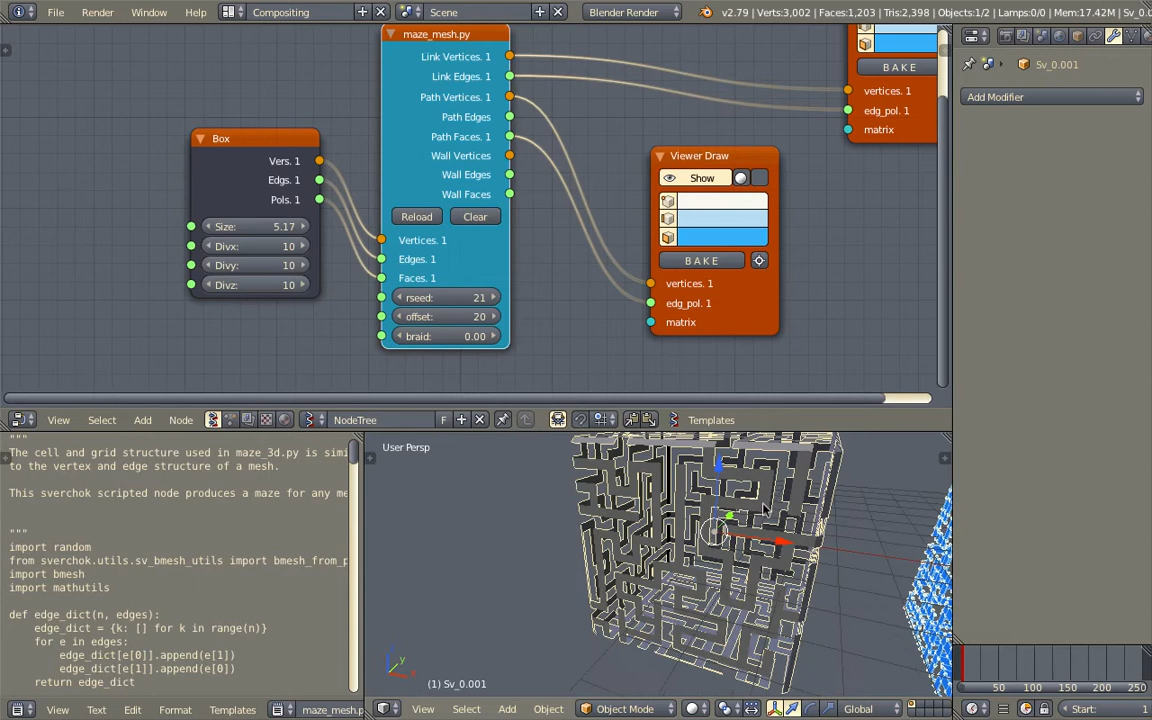 File Render Window Help Compositing Scene Blender Render v2.79 | Verts:3,002 | Faces:1,203 | Tris:2,398 | Objects:1/2 | Lamps:0/0 | Mem:17.42M | Sv_0.001
maze_mesh.py
Link Vertices. 1
Link Edges. 1
Path Vertices. 1
Path Edges
Path Faces. 1
Wall Vertices
Wall Edges
Wall Faces
Reload Clear
Vertices. 1
Edges. 1
Faces. 1
rseed: 21
offset: 20
braid: 0.00
Box
Vers. 1
Edgs. 1
Pols. 1
Size: 5.17
Divx: 10
Divy: 10
Divz: 10
BAKE
vertices. 1
edg_pol. 1
matrix
Viewer Draw
Show
BAKE
vertices. 1
edg_pol. 1
matrix
Sv_0.001
Add Modifier
View Select Add Node NodeTree F Templates
"""
The cell and grid structure used in maze_3d.py is simi
to the vertex and edge structure of a mesh.
This sverchok scripted node produces a maze for any me
"""
import random
from sverchok.utils.sv_bmesh_utils import bmesh_from_p
import bmesh
import mathutils
def edge_dict(n, edges):
edge_dict = {k: [] for k in range(n)}
for e in edges:
edge_dict[e[0]].append(e[1])
edge_dict[e[1]].append(e[0])
return edge_dict
User Persp
z
y
(1) Sv_0.001
View Text Edit Format Templates maze_mesh.p
View Select Add Object Object Mode Global
50 100 150 200 250
Start: 1